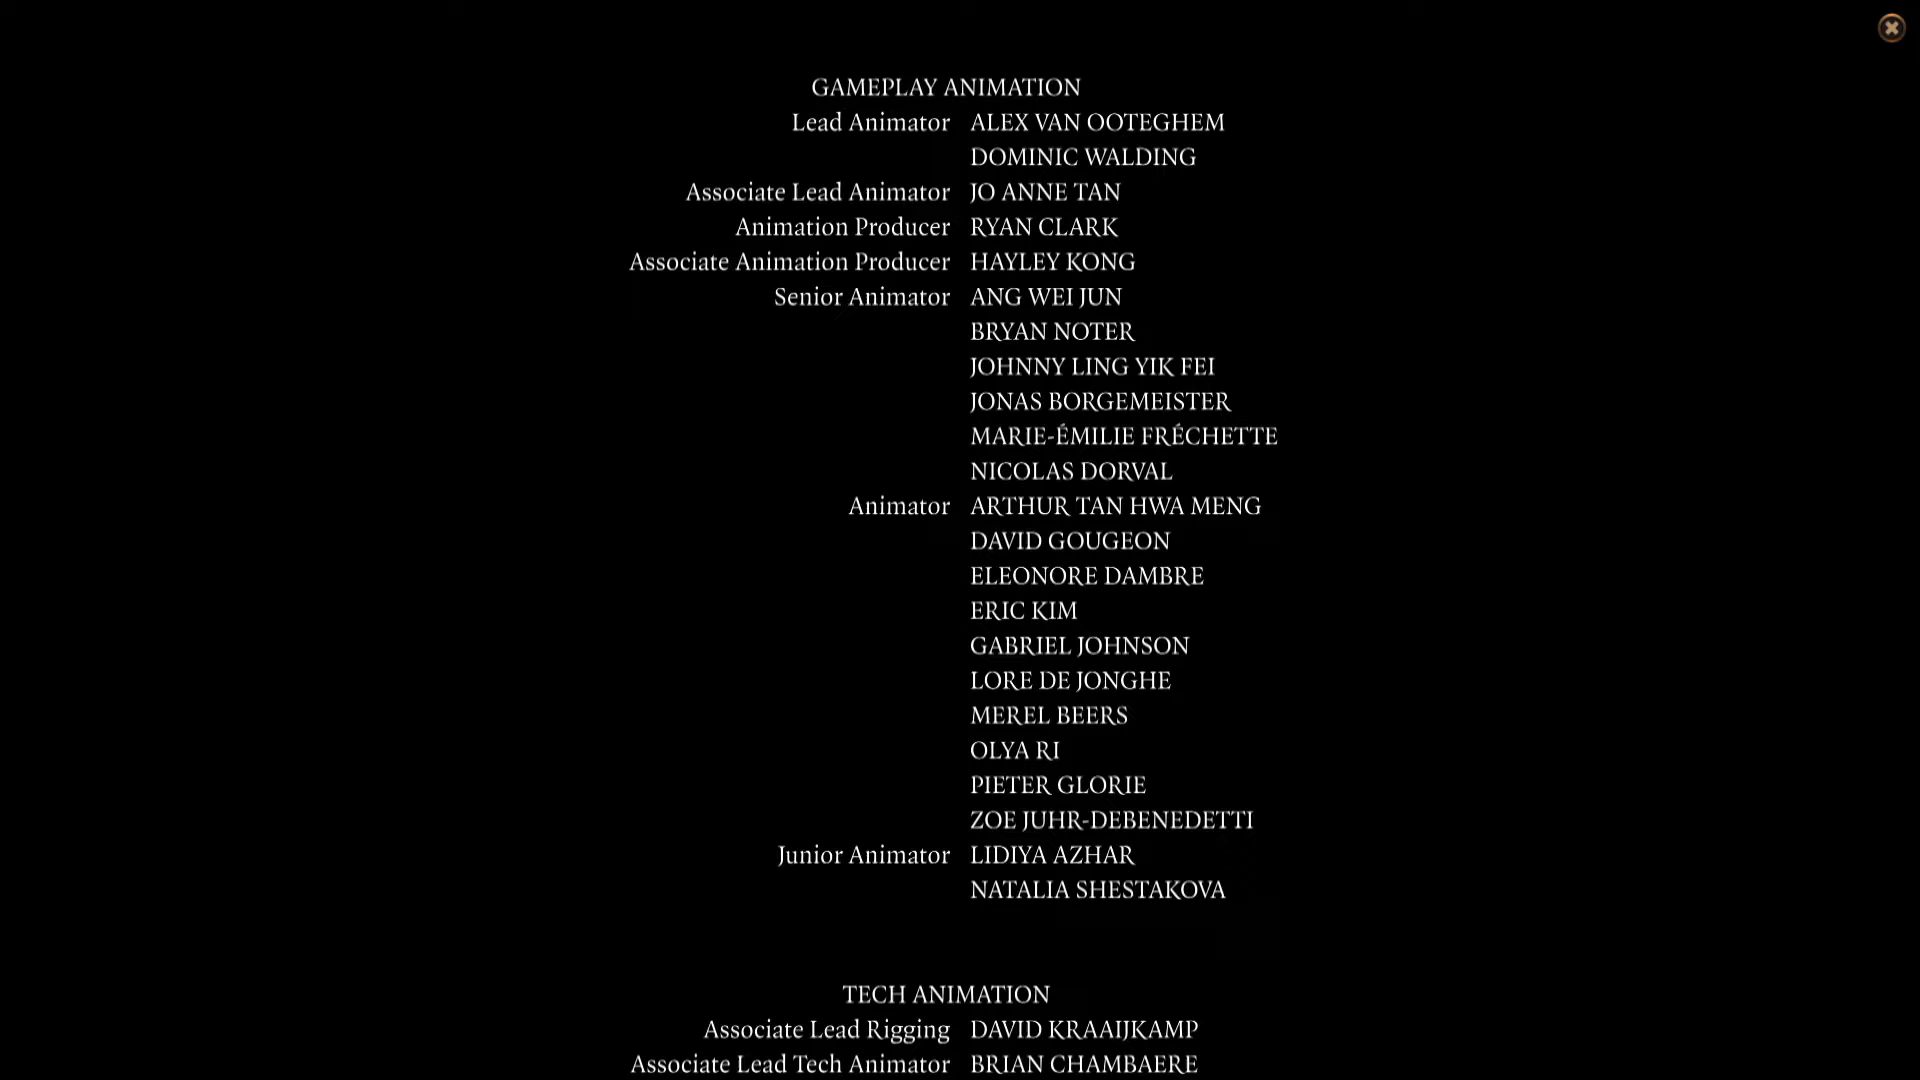 GAMEPLAY ANIMATION
Lead Animator ALEX VAN OOTEGHEM
DOMINIC WALDING
Associate Lead Animator JO ANNE TAN
Animation Producer RYAN CLARK
Associate Animation Producer HAYLEY KONG
Senior Animator ANG WEI JUN
BRYAN NOTER
JOHNNY LING YIK FEI
JONAS BORGEMEISTER
MARIE-ÉMILIE FRÉCHETTE
NICOLAS DORVAL
Animator ARTHUR TAN HWA MENG
DAVID GOUGEON
ELEONORE DAMBRE
ERIC KIM
GABRIEL JOHNSON
LORE DE JONGHE
MEREL BEERS
OLYA RI
PIETER GLORIE
ZOE JUHR-DEBENEDETTI
Junior Animator LIDIYA AZHAR
NATALIA SHESTAKOVA
TECH ANIMATION
Associate Lead Rigging DAVID KRAAIJKAMP
Associate Lead Tech Animator BRIAN CHAMBAERE